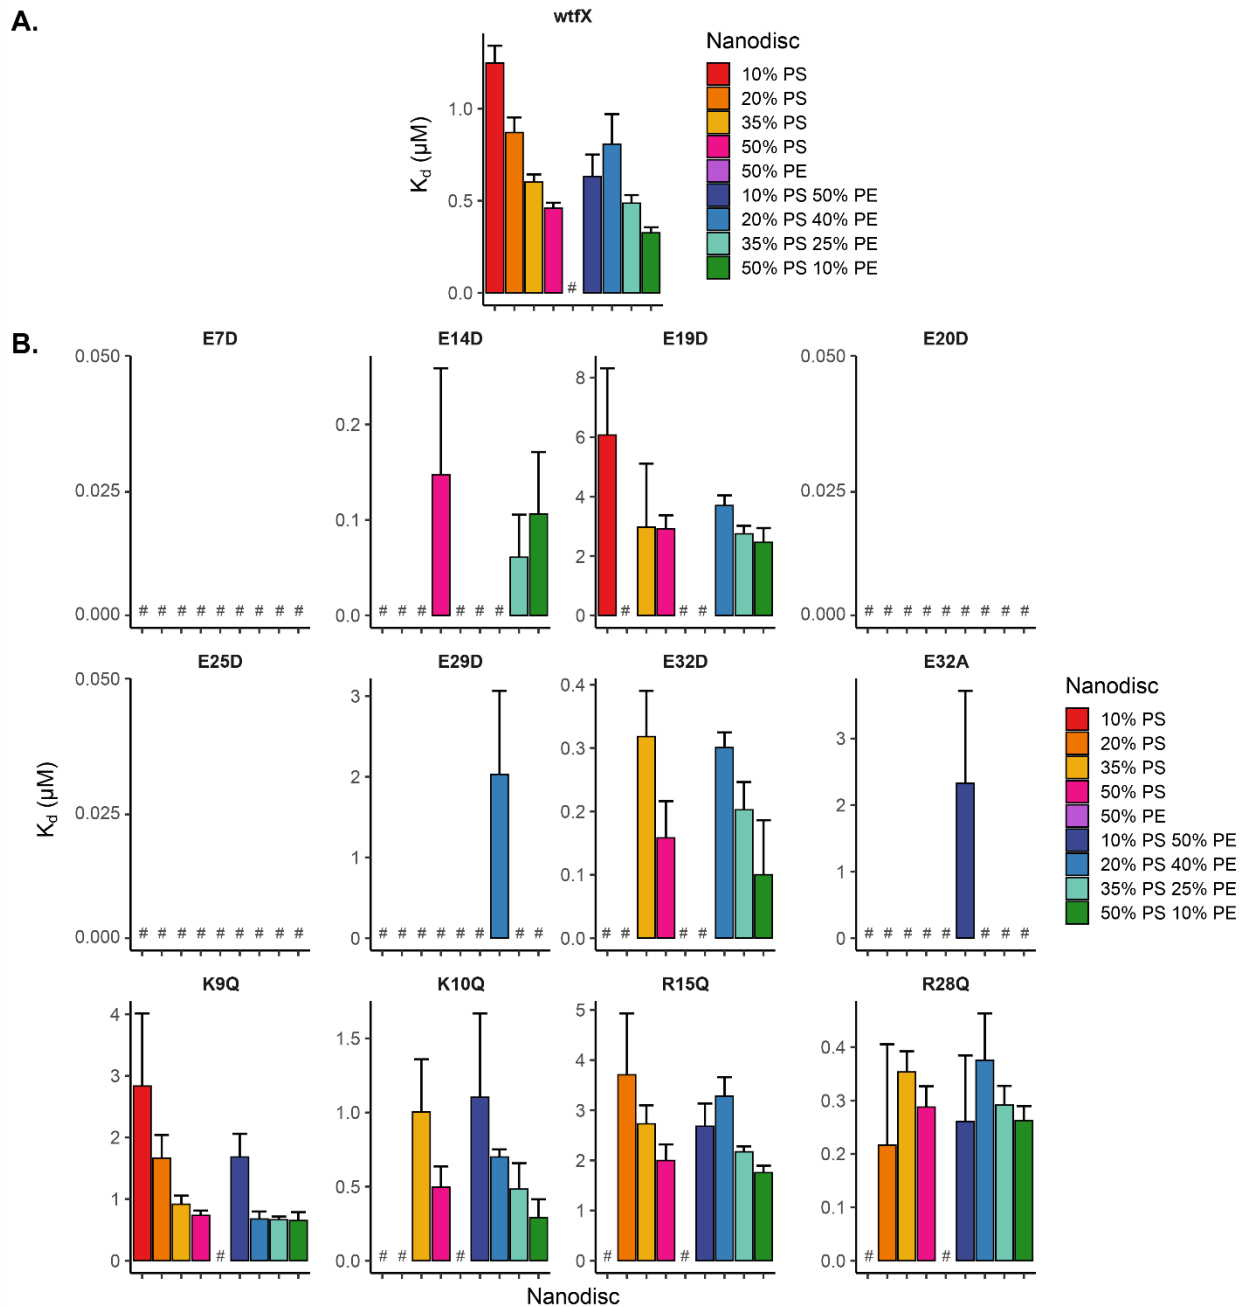 A.
wtfX
Kd (µM)
1.0
0.5
0.0
#
Nanodisc
10% PS
20% PS
35% PS
50% PS
50% PE
10% PS 50% PE
20% PS 40% PE
35% PS 25% PE
50% PS 10% PE
B.
E7D
0.050
0.025
0.000
# # # # # # # # #
E14D
0.2
0.1
0.0
# # # # # #
E19D
8
6
4
2
0
# # #
E20D
0.050
0.025
0.000
# # # # # # # # #
Kd (µM)
E25D
0.050
0.025
0.000
# # # # # # # # #
E29D
3
2
1
0
# # # # # # # #
E32D
0.4
0.3
0.2
0.1
0.0
# # # #
E32A
3
2
1
0
# # # # # # # #
Nanodisc
10% PS
20% PS
35% PS
50% PS
50% PE
10% PS 50% PE
20% PS 40% PE
35% PS 25% PE
50% PS 10% PE
K9Q
4
3
2
1
0
#
K10Q
1.5
1.0
0.5
0.0
# # #
R15Q
5
4
3
2
1
0
# #
R28Q
0.4
0.3
0.2
0.1
0.0
# #
Nanodisc